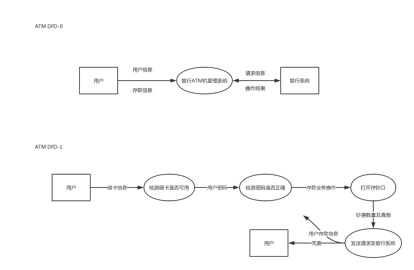 ATM DFD-0
用户信息
请求信息
用户
银行ATM机管理系统
银行系统
存款信息
操作结果
ATM DFD-1
用户
磁卡信息
检测磁卡是否可用
用户密码
检测密码是否正确
存款业务操作
打开存钞口
钞票数量及真假
用户存款信息
用户
凭条
发送请求至银行系统